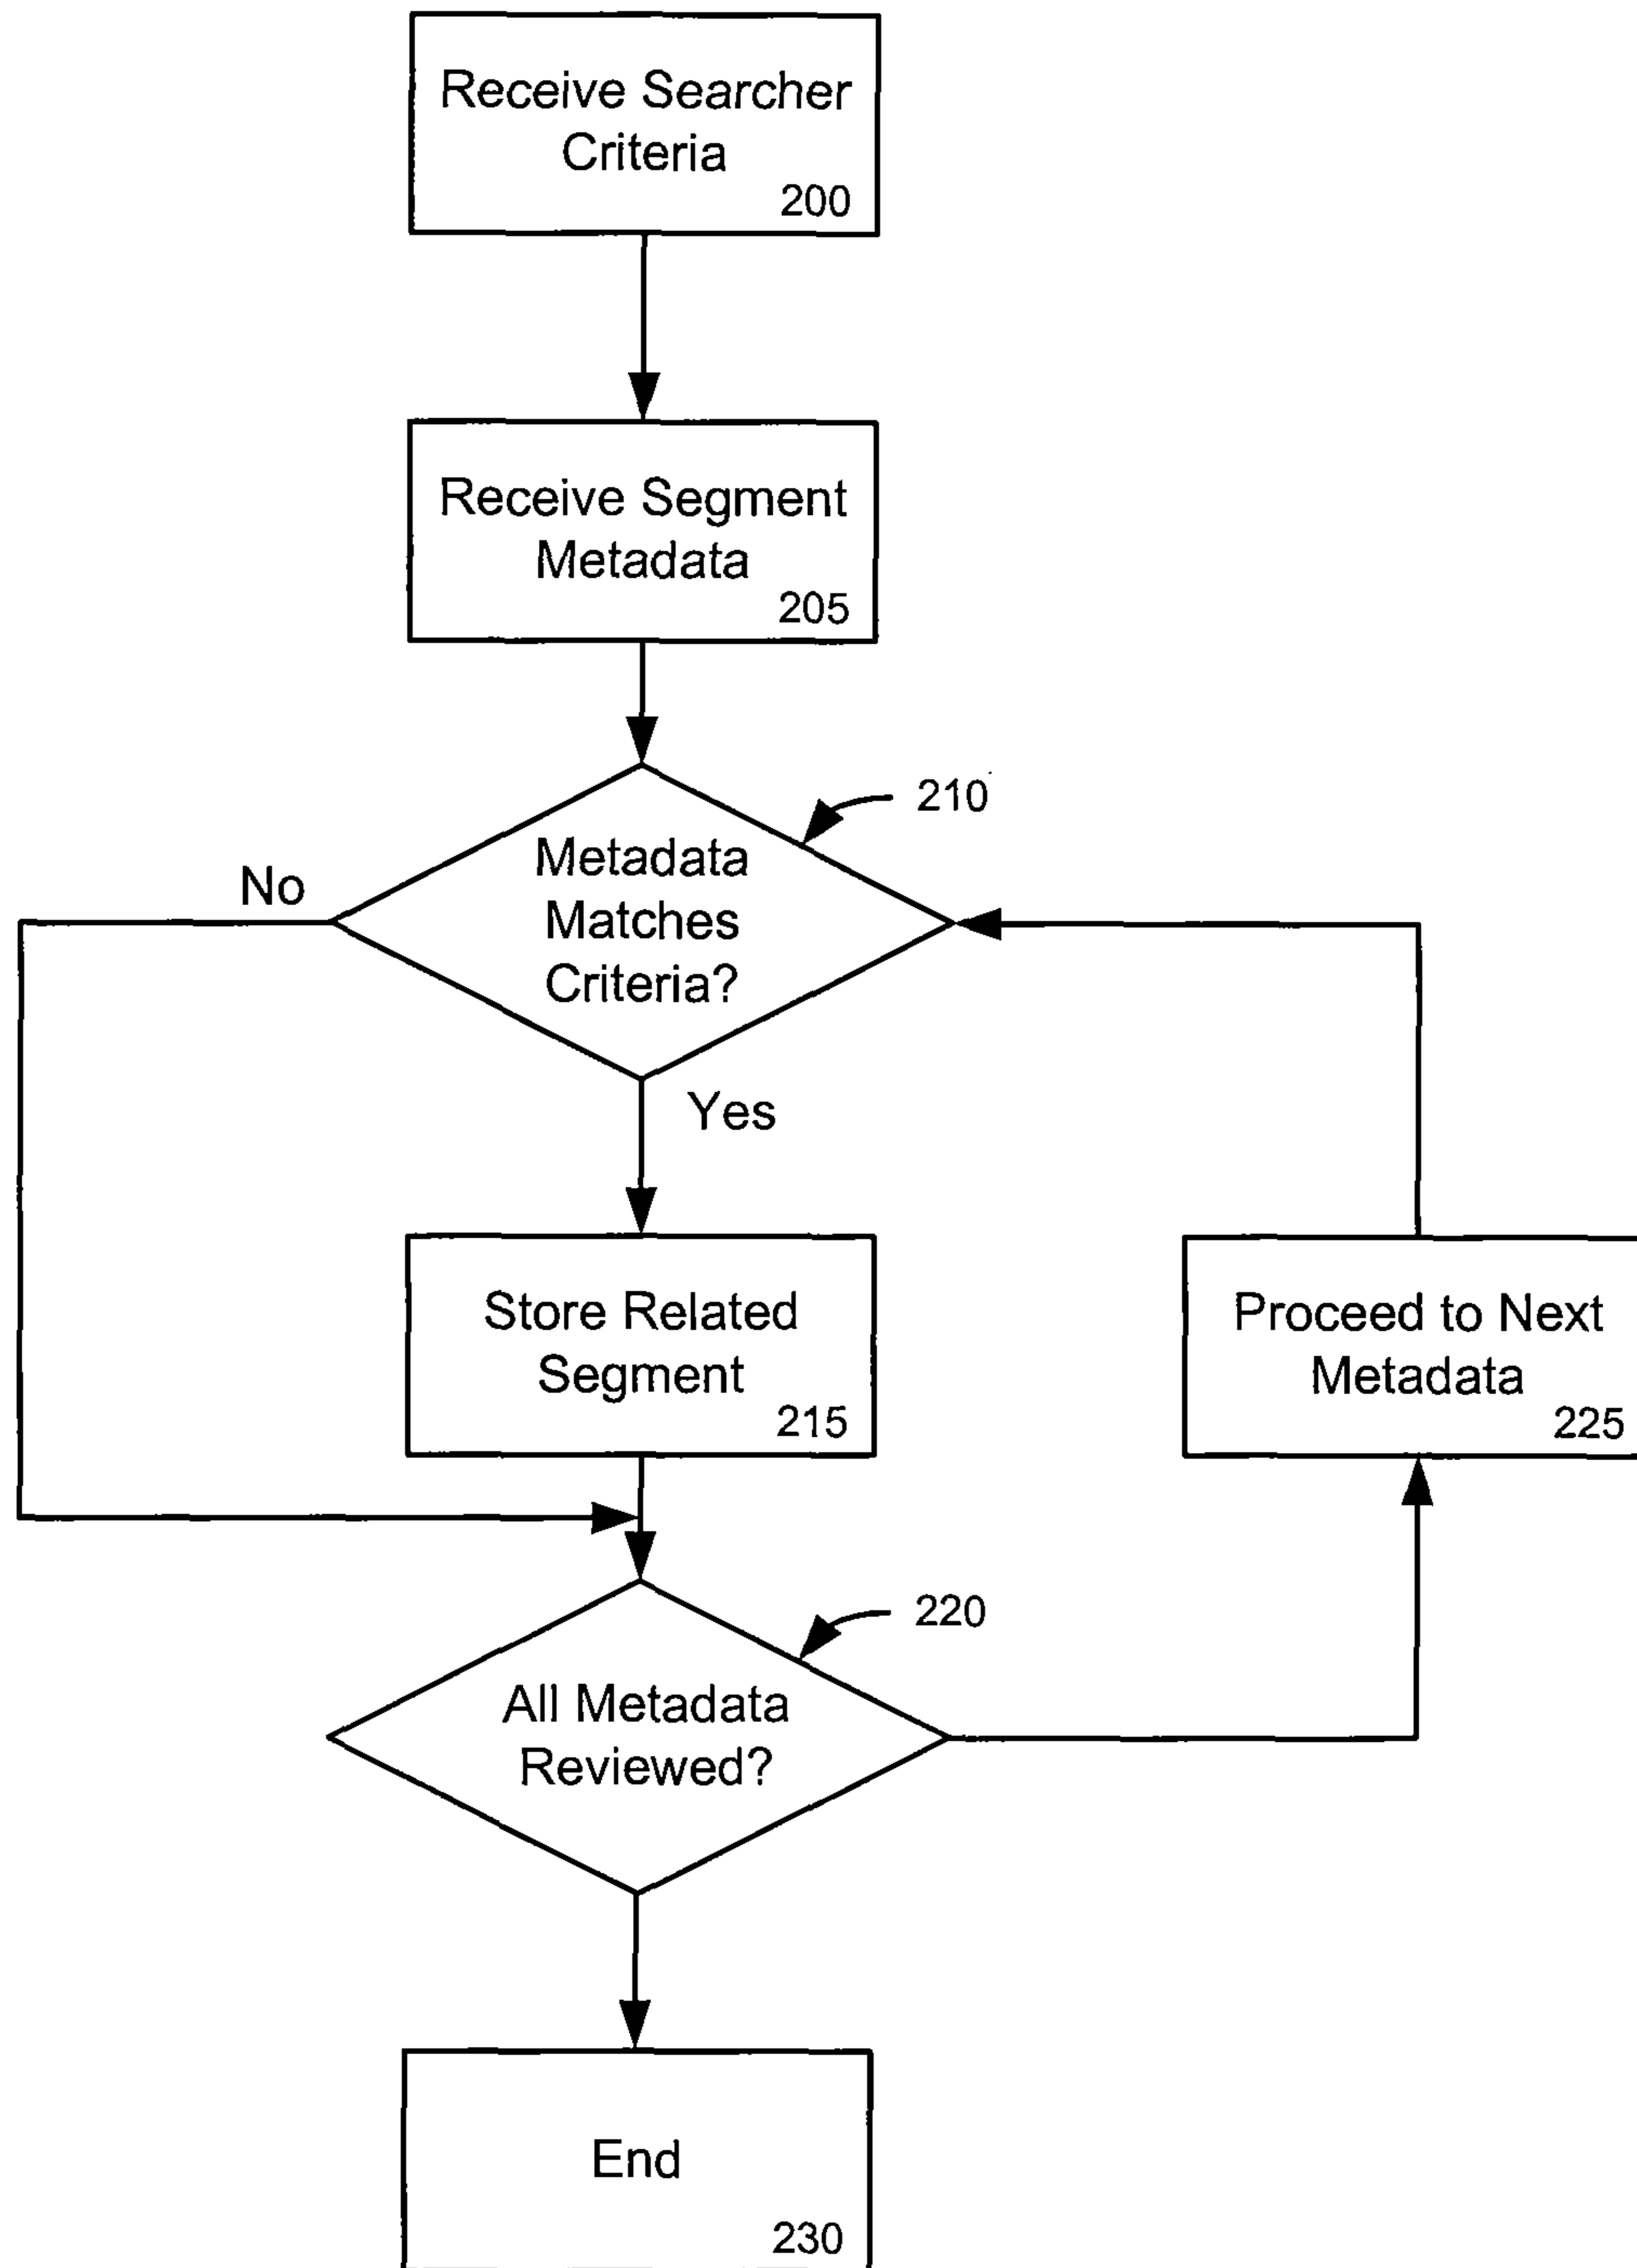 Receive Searcher
Criteria
200
Receive Segment
Metadata
205
210
Metadata
Matches
Criteria?
No
Yes
Store Related
Segment
215
Proceed to Next
Metadata
225
220
All Metadata
Reviewed?
End
230